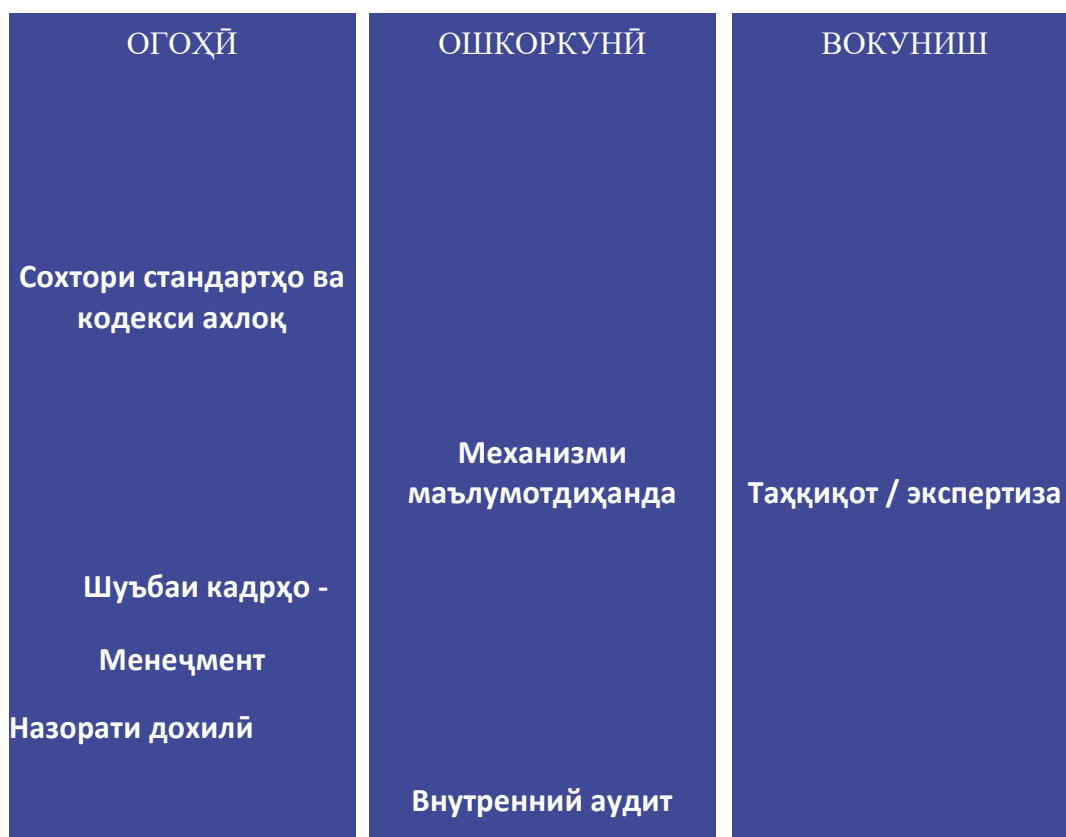 ОГОҲӢ
Сохтори стандартҳо ва
кодекси ахлоқ
Шуъбаи кадрҳо -
Менеҷмент
Назорати дохилӣ
ОШКОРКУНӢ
Механизми
маълумотдиҳанда
Внутренний аудит
ВОКУНИШ
Таҳқиқот / экспертиза